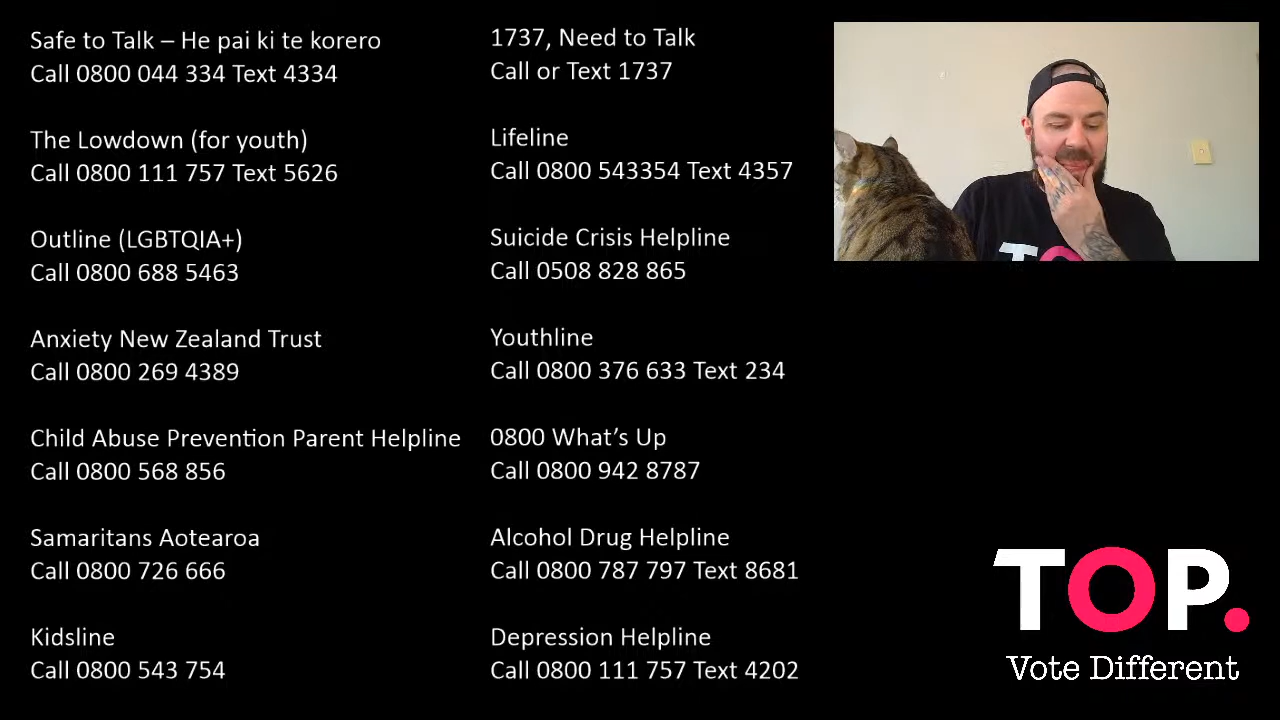 Safe to Talk – He pai ki te korero
Call 0800 044 334 Text 4334
The Lowdown (for youth)
Call 0800 111 757 Text 5626
Outline (LGBTQIA+)
Call 0800 688 5463
Anxiety New Zealand Trust
Call 0800 269 4389
Child Abuse Prevention Parent Helpline
Call 0800 568 856
Samaritans Aotearoa
Call 0800 726 666
Kidsline
Call 0800 543 754
1737, Need to Talk
Call or Text 1737
Lifeline
Call 0800 543354 Text 4357
Suicide Crisis Helpline
Call 0508 828 865
Youthline
Call 0800 376 633 Text 234
0800 What’s Up
Call 0800 942 8787
Alcohol Drug Helpline
Call 0800 787 797 Text 8681
Depression Helpline
Call 0800 111 757 Text 4202
TOP.
Vote Different